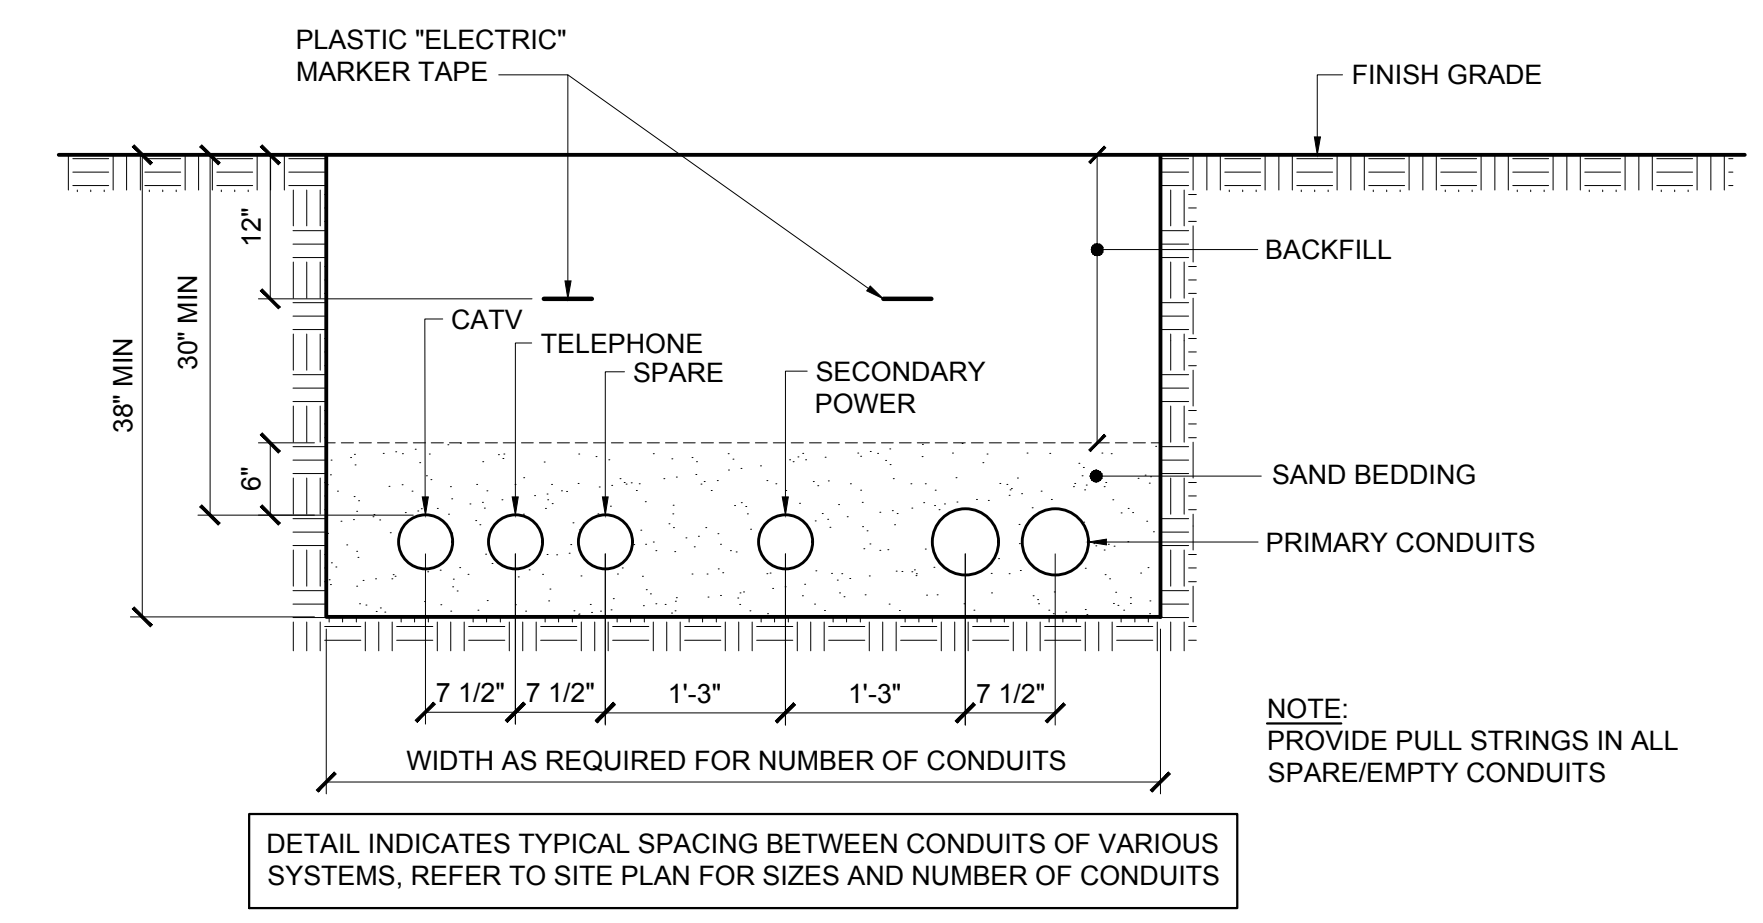 PLASTIC "ELECTRIC"
MARKER TAPE
FINISH GRADE
12"
BACKFILL
30" MIN
38" MIN
CATV
TELEPHONE
SPARE
SECONDARY
POWER
6"
SAND BEDDING
PRIMARY CONDUITS
7 1/2"
7 1/2"
1'-3"
1'-3"
7 1/2"
WIDTH AS REQUIRED FOR NUMBER OF CONDUITS
NOTE:
PROVIDE PULL STRINGS IN ALL
SPARE/EMPTY CONDUITS
DETAIL INDICATES TYPICAL SPACING BETWEEN CONDUITS OF VARIOUS
SYSTEMS, REFER TO SITE PLAN FOR SIZES AND NUMBER OF CONDUITS